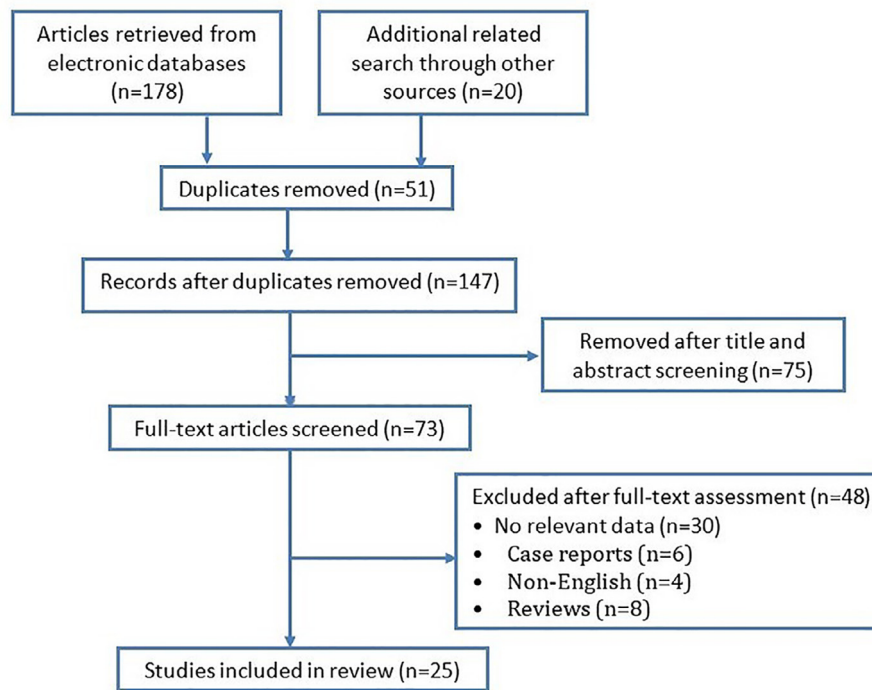 Articles retrieved from
electronic databases
(n=178)
Additional related
search through other
sources (n=20)
Duplicates removed (n=51)
Records after duplicates removed (n=147)
Removed after title and
abstract screening (n=75)
Full-text articles screened (n=73)
Excluded after full-text assessment (n=48)
• No relevant data (n=30)
• Case reports (n=6)
• Non-English (n=4)
• Reviews (n=8)
Studies included in review (n=25)